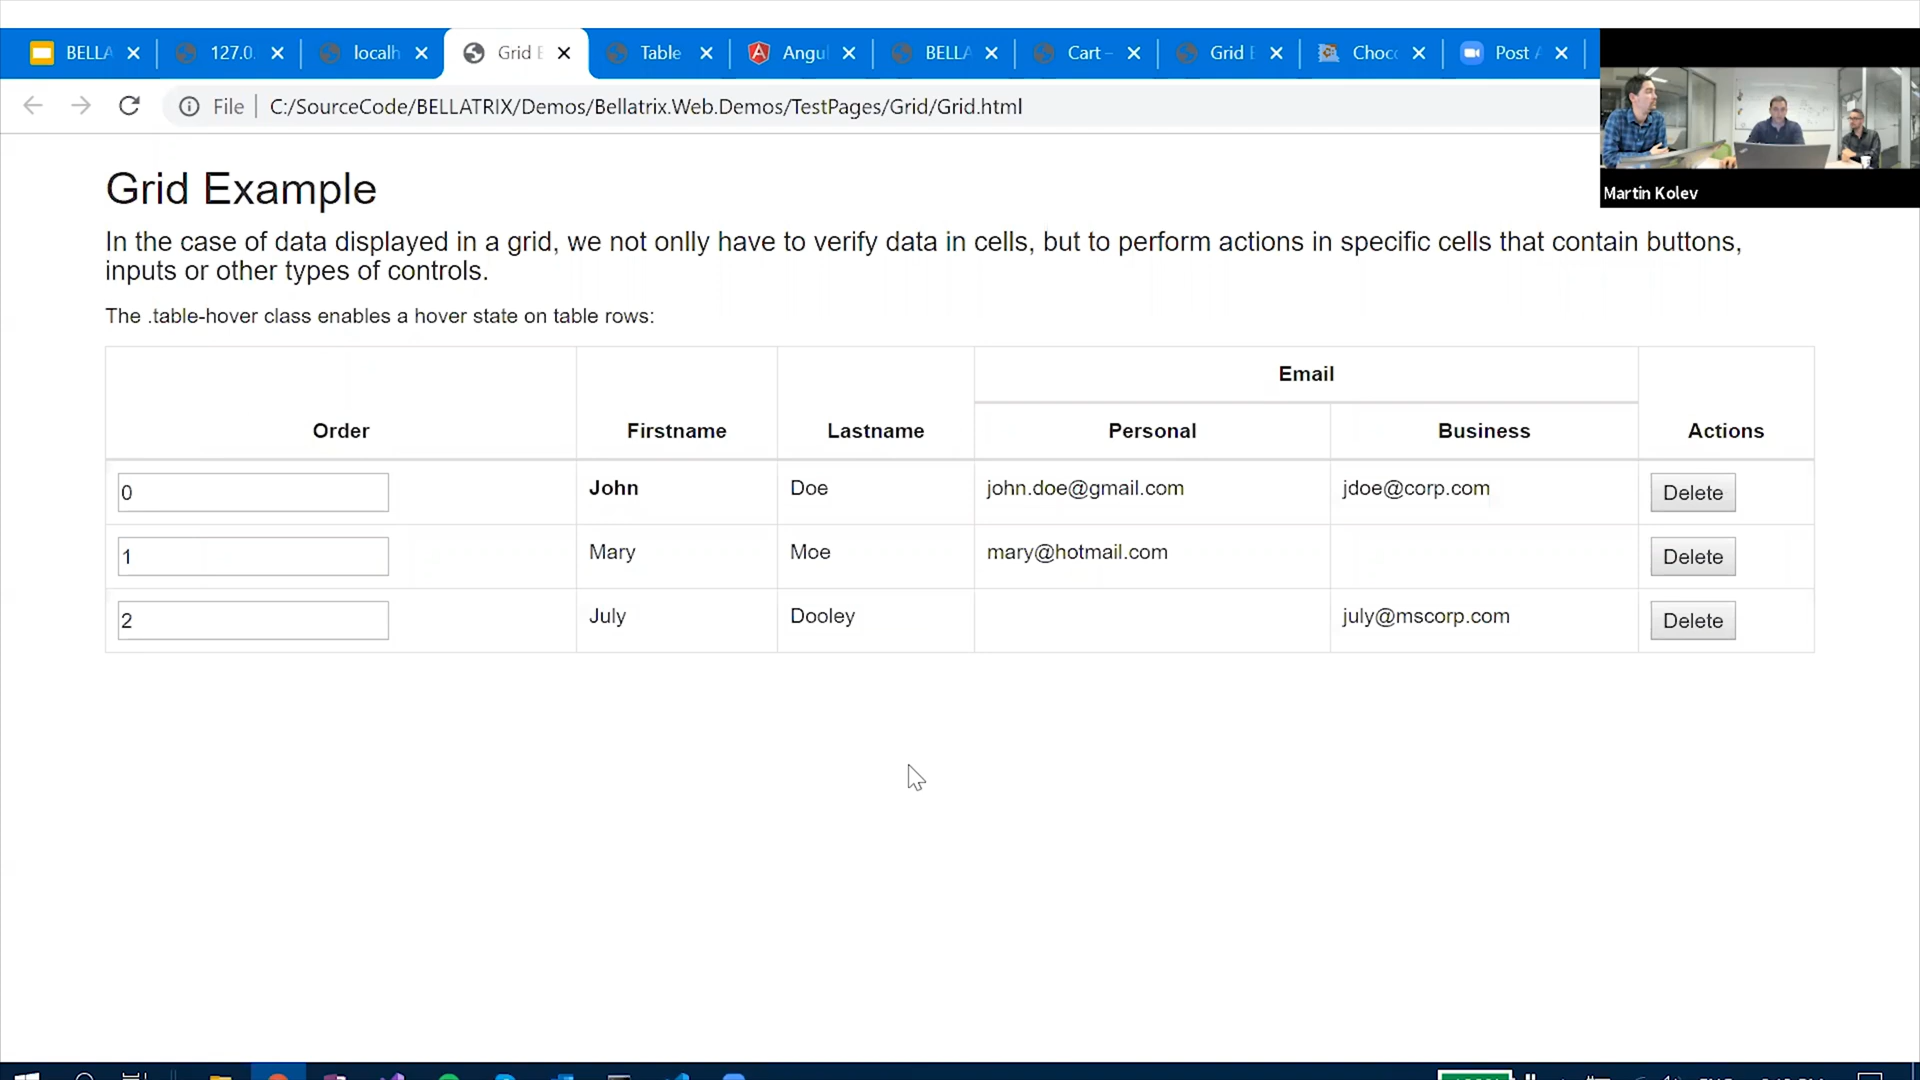 BELLA 127.0. localh Grid E Table Angul BELLA Cart – Grid E Choco Post A
File C:/SourceCode/BELLATRIX/Demos/Bellatrix.Web.Demos/TestPages/Grid/Grid.html
Martin Kolev
Grid Example
In the case of data displayed in a grid, we not onlly have to verify data in cells, but to perform actions in specific cells that contain buttons,
inputs or other types of controls.
The .table-hover class enables a hover state on table rows:
Email
Order Firstname Lastname Personal Business Actions
0 John Doe john.doe@gmail.com jdoe@corp.com Delete
1 Mary Moe mary@hotmail.com Delete
2 July Dooley july@mscorp.com Delete